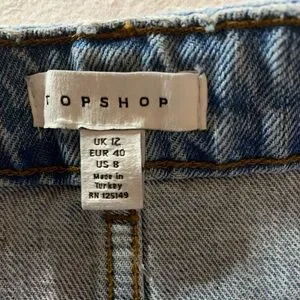 TOPSHOP
UK 12
EUR 40
US 8
Made in
Turkey
RN 125149